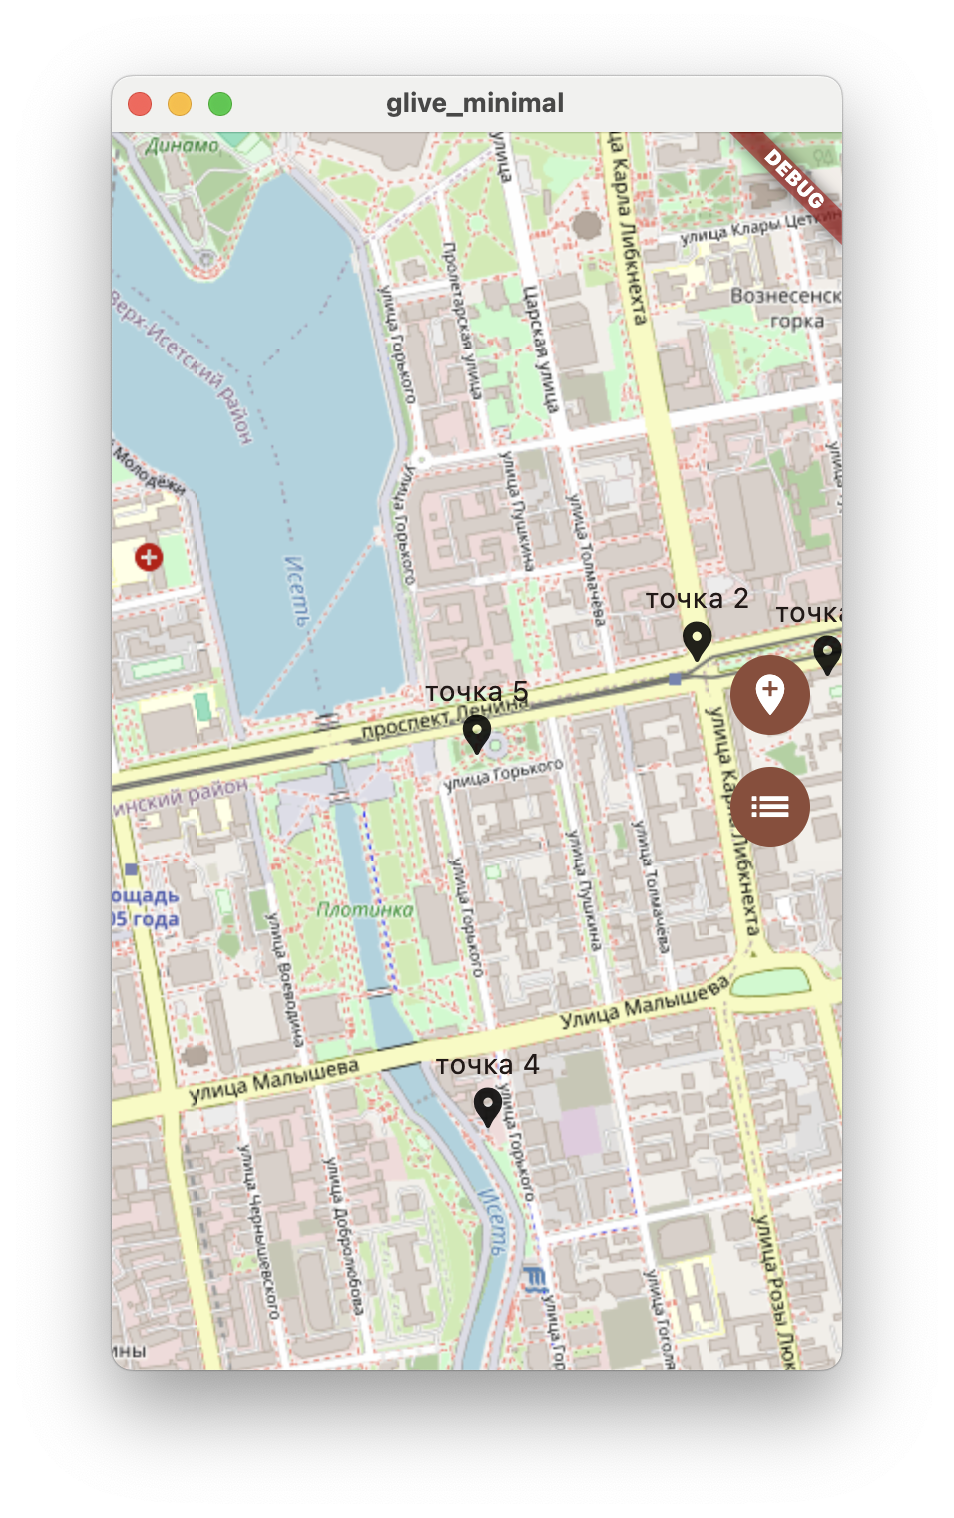 glive_minimal
DEBUG
Динамо
улица
ца Карла Либкнехта
улица Клары Цеткин
Пролетарская улица
улица Горького
Царская улица
Вознесенск
горка
Верх-Исетский район
Молодёжи
улица Горького
улица Пушкина
улица Толмачёва
Исеть
точка 2
точка
точка 5
проспект Ленина
улица Горького
улица Карла Либкнехта
инский район
ощадь
05 года
Плотинка
улица Воеводина
улица Горького
улица Пушкина
улица Толмачева
Улица Малышева
улица Малышева
точка 4
улица Горького
улица Чернышевского
улица Добролюбова
Исеть
улица Гор
улица Гоголя
улица Розы Люк
ины